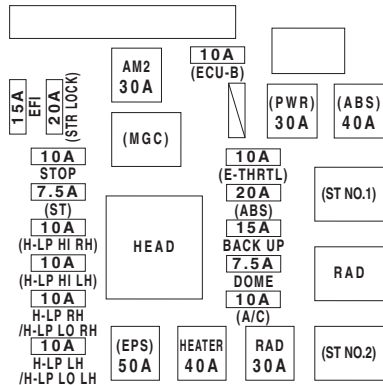 10A
(ECU-B)
AM2
30A
15A
EFI
20A
(STR LOCK)
(PWR)
30A
(ABS)
40A
(MGC)
10A
STOP
7.5A
(ST)
10A
(H-LP HI RH)
10A
(H-LP HI LH)
10A
H-LP RH
/H-LP LO RH
10A
H-LP LH
/H-LP LO LH
HEAD
10A
(E-THRTL)
20A
(ABS)
15A
BACK UP
7.5A
DOME
10A
(A/C)
(ST NO.1)
RAD
(ST NO.2)
(EPS)
50A
HEATER
40A
RAD
30A